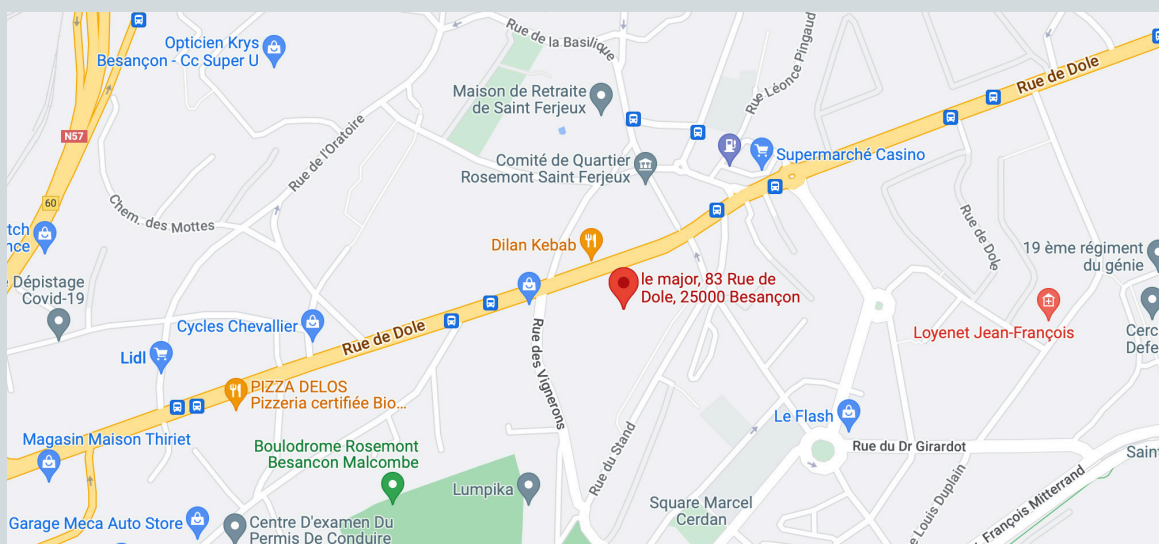 Opticien Krys
Besançon - Cc Super U
Rue de la Basilique
Rue Léonce Pingaud
Rue de Dole
Maison de Retraite
de Saint Ferjeux
N57
Rue de l'Oratoire
Comité de Quartier
Rosemont Saint Ferjeux
Supermarché Casino
60
Chem. des Mottes
tch
nce
Dilan Kebab
Rue de Dole
19 ème régiment
du génie
Dépistage
Covid-19
le major, 83 Rue de
Dole, 25000 Besançon
Cycles Chevallier
Rue de Dole
Loyenet Jean-François
Cerc
Defe
Lidl
Rue des Vignerons
PIZZA DELOS
Pizzeria certifiée Bio...
Le Flash
Magasin Maison Thiriet
Boulodrome Rosemont
Besancon Malcombe
Rue du Stand
Rue du Dr Girardot
Saint
Lumpika
Square Marcel
Cerdan
e Louis Duplain
François Mitterrand
Garage Meca Auto Store
Centre D'examen Du
Permis De Conduire